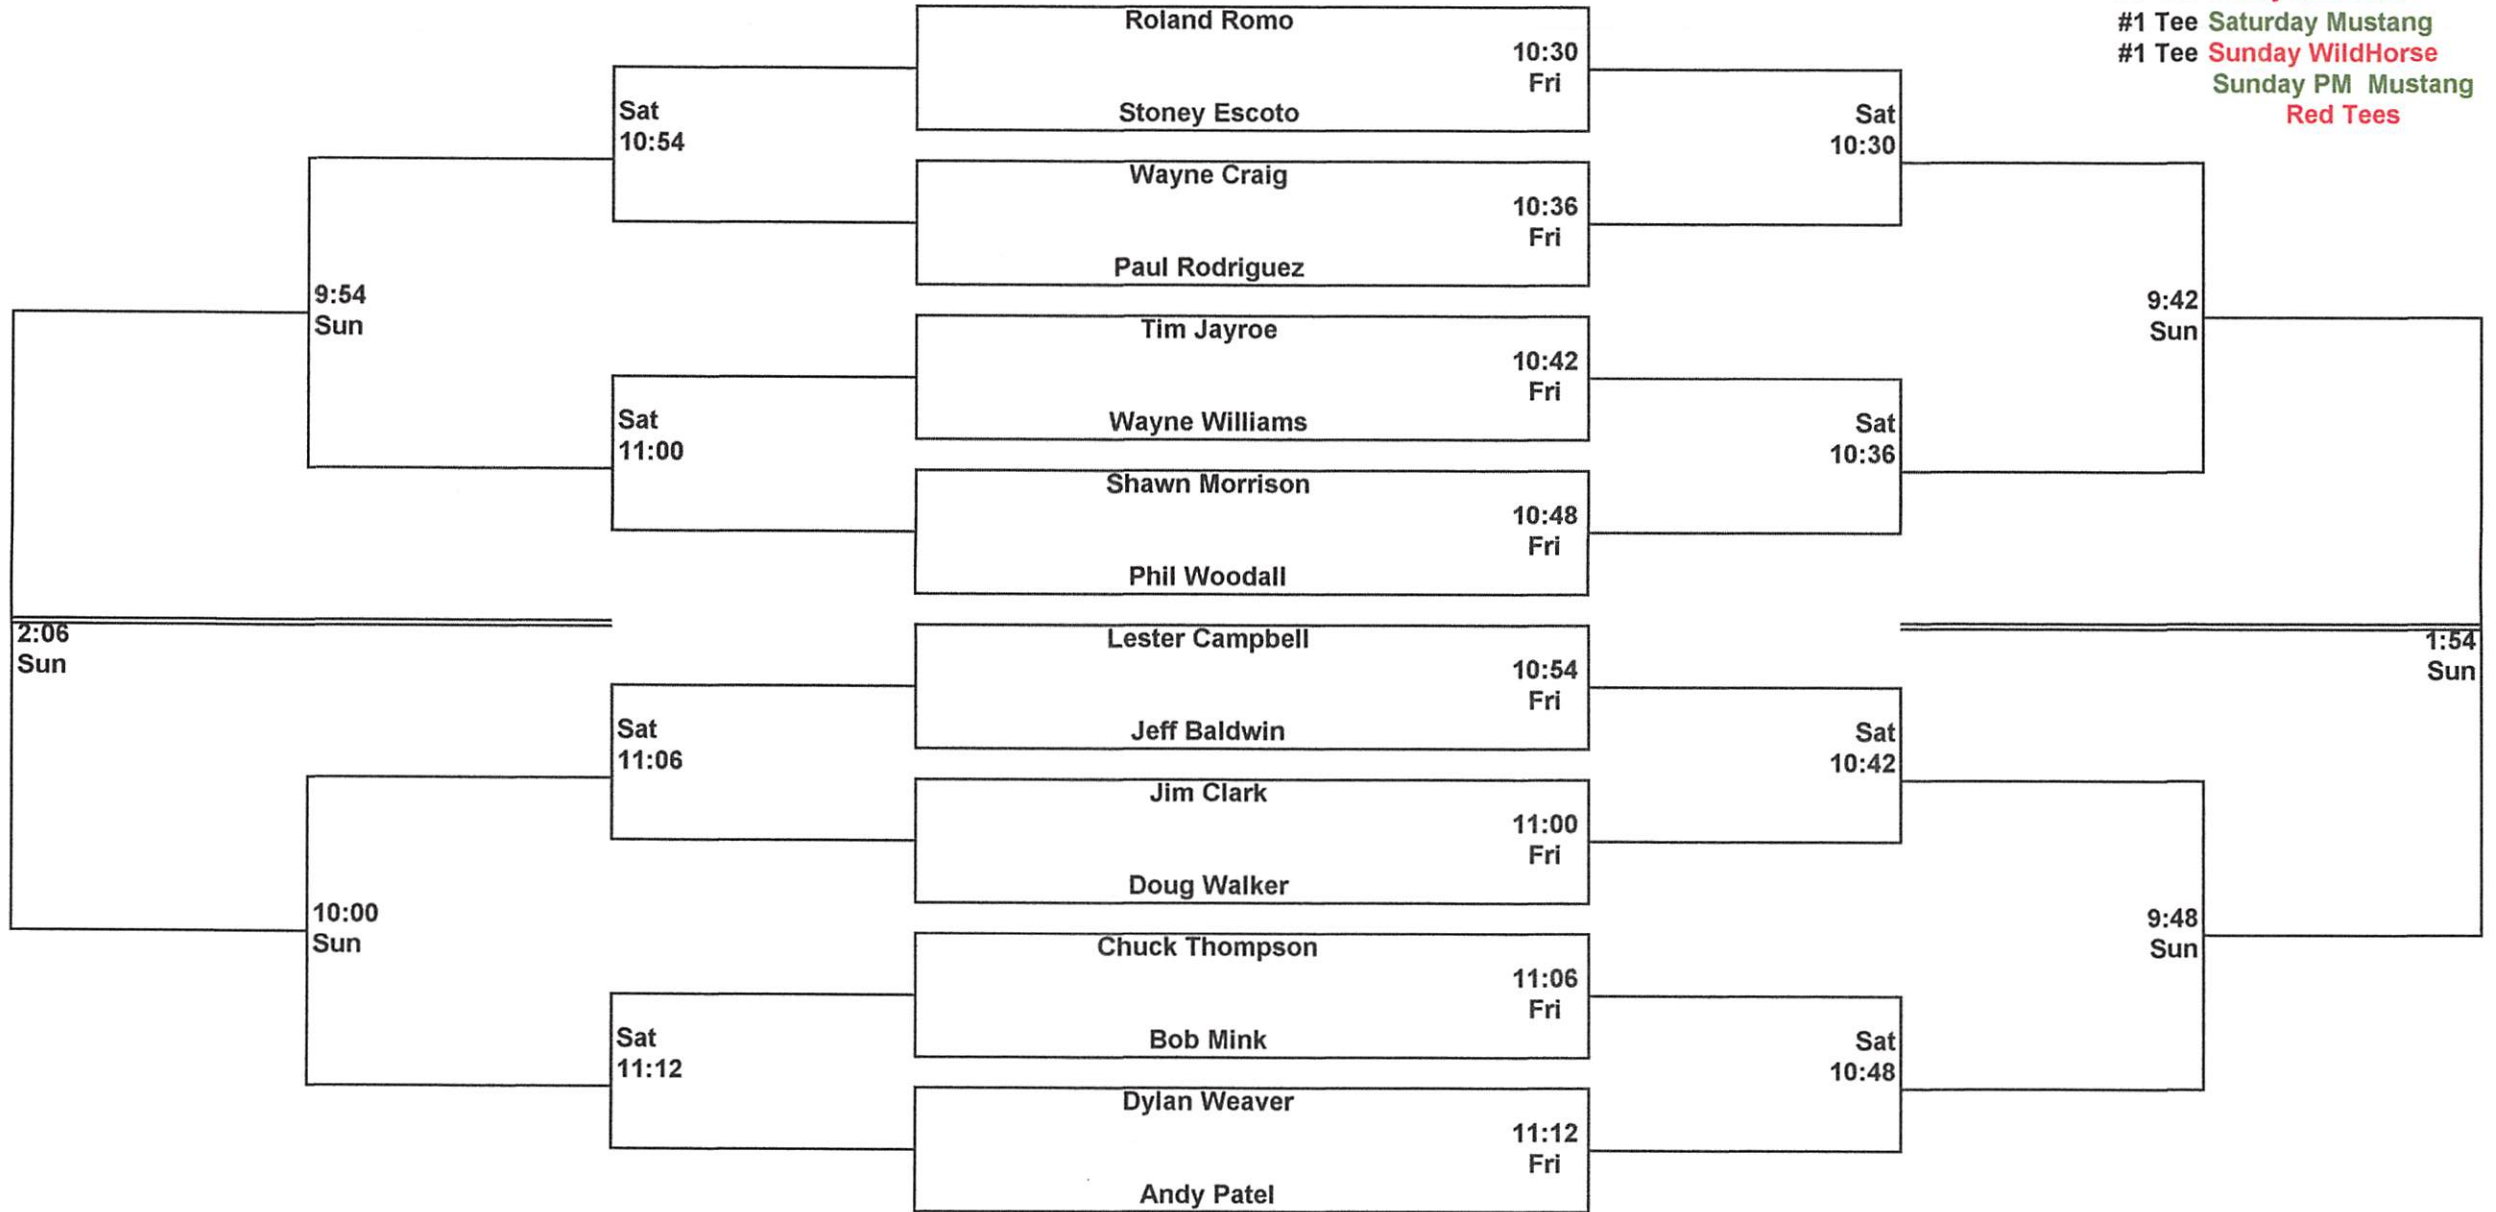 #1 Tee Saturday Mustang
#1 Tee Sunday WildHorse
Sunday PM Mustang
Red Tees
Roland Romo
10:30
Fri
Stoney Escoto
Wayne Craig
10:36
Fri
Paul Rodriguez
Tim Jayroe
10:42
Fri
Wayne Williams
Shawn Morrison
10:48
Fri
Phil Woodall
Lester Campbell
10:54
Fri
Jeff Baldwin
Jim Clark
11:00
Fri
Doug Walker
Chuck Thompson
11:06
Fri
Bob Mink
Dylan Weaver
11:12
Fri
Andy Patel
Sat
10:54
Sat
11:00
Sat
11:06
Sat
11:12
9:54
Sun
10:00
Sun
2:06
Sun
Sat
10:30
Sat
10:36
Sat
10:42
Sat
10:48
9:42
Sun
9:48
Sun
1:54
Sun